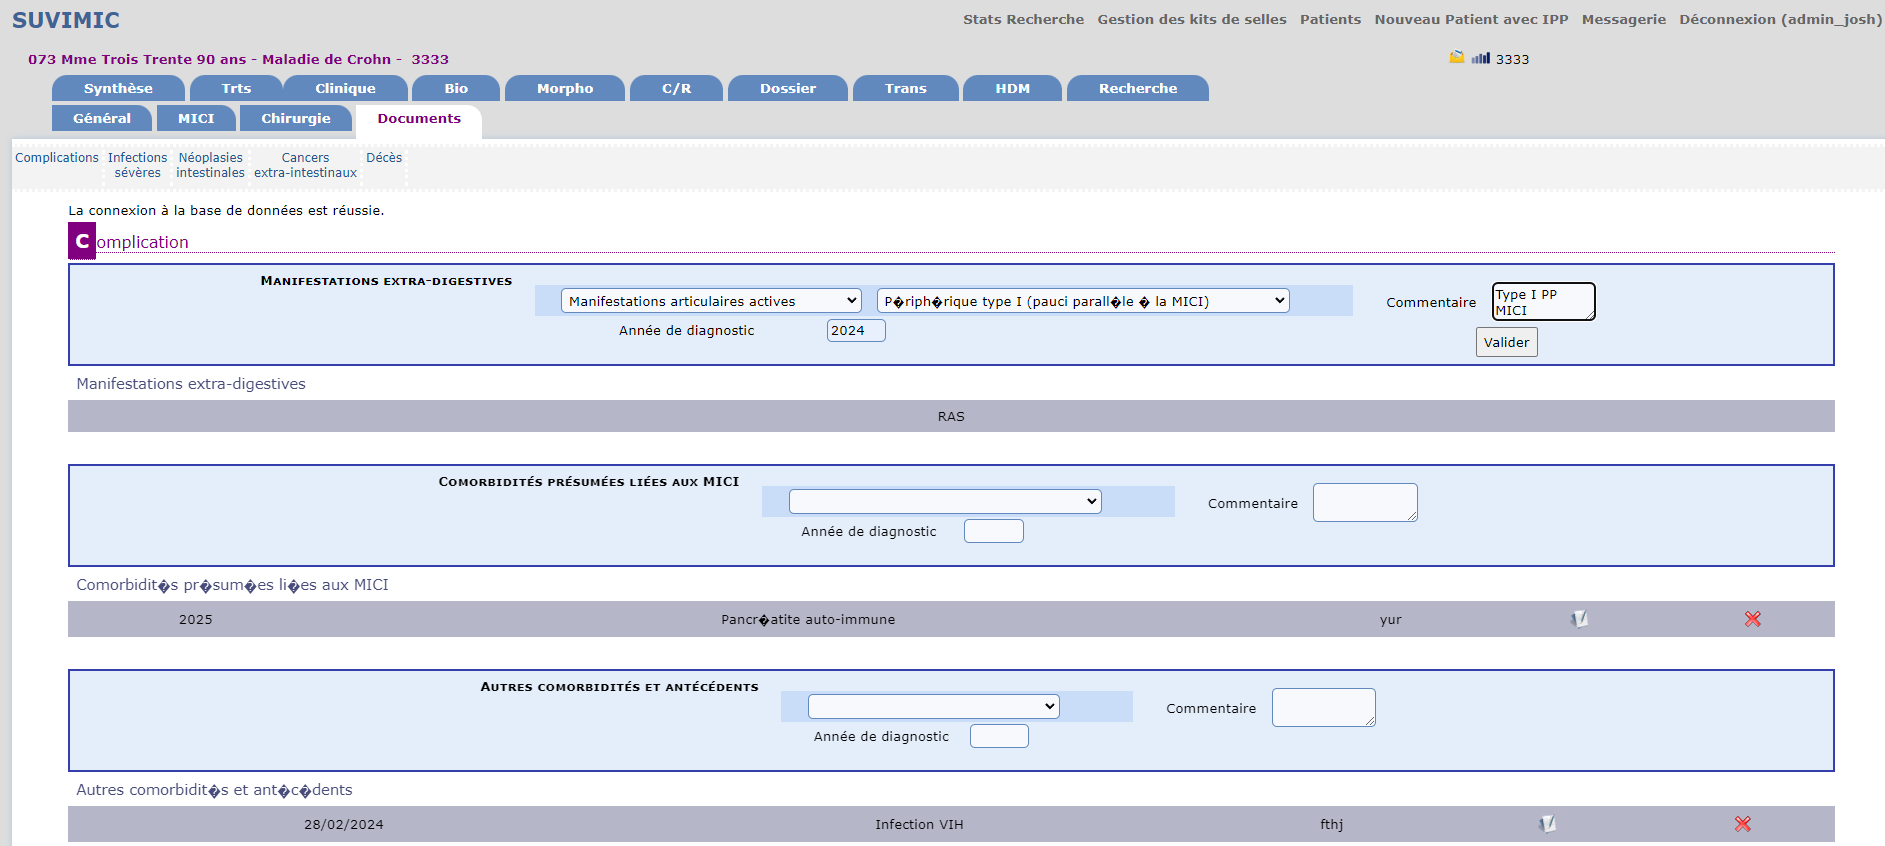 SUVIMIC
Stats Recherche Gestion des kits de selles Patients Nouveau Patient avec IPP Messagerie Déconnexion (admin_josh)
073 Mme Trois Trente 90 ans - Maladie de Crohn - 3333
3333
Synthèse Trts Clinique Bio Morpho C/R Dossier Trans HDM Recherche
Général MICI Chirurgie Documents
Complications
Infections
sévères
Néoplasies
intestinales
Cancers
extra-intestinaux
Décès
La connexion à la base de données est réussie.
Complication
Manifestations extra-digestives
Manifestations articulaires actives
P�riph�rique type I (pauci parall�le � la MICI)
Commentaire
Type I PP
MICI
Année de diagnostic 2024
Valider
Manifestations extra-digestives
RAS
Comorbidités présumées liées aux MICI
Commentaire
Année de diagnostic
Comorbidit�s pr�sum�es li�es aux MICI
2025 Pancr�atite auto-immune yur
Autres comorbidités et antécédents
Commentaire
Année de diagnostic
Autres comorbidit�s et ant�c�dents
28/02/2024 Infection VIH fthj